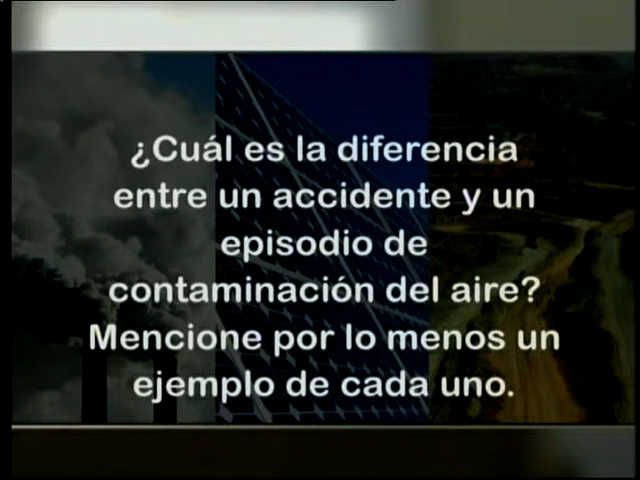 ¿Cuál es la diferencia
entre un accidente y un
episodio de
contaminación del aire?
Mencione por lo menos un
ejemplo de cada uno.